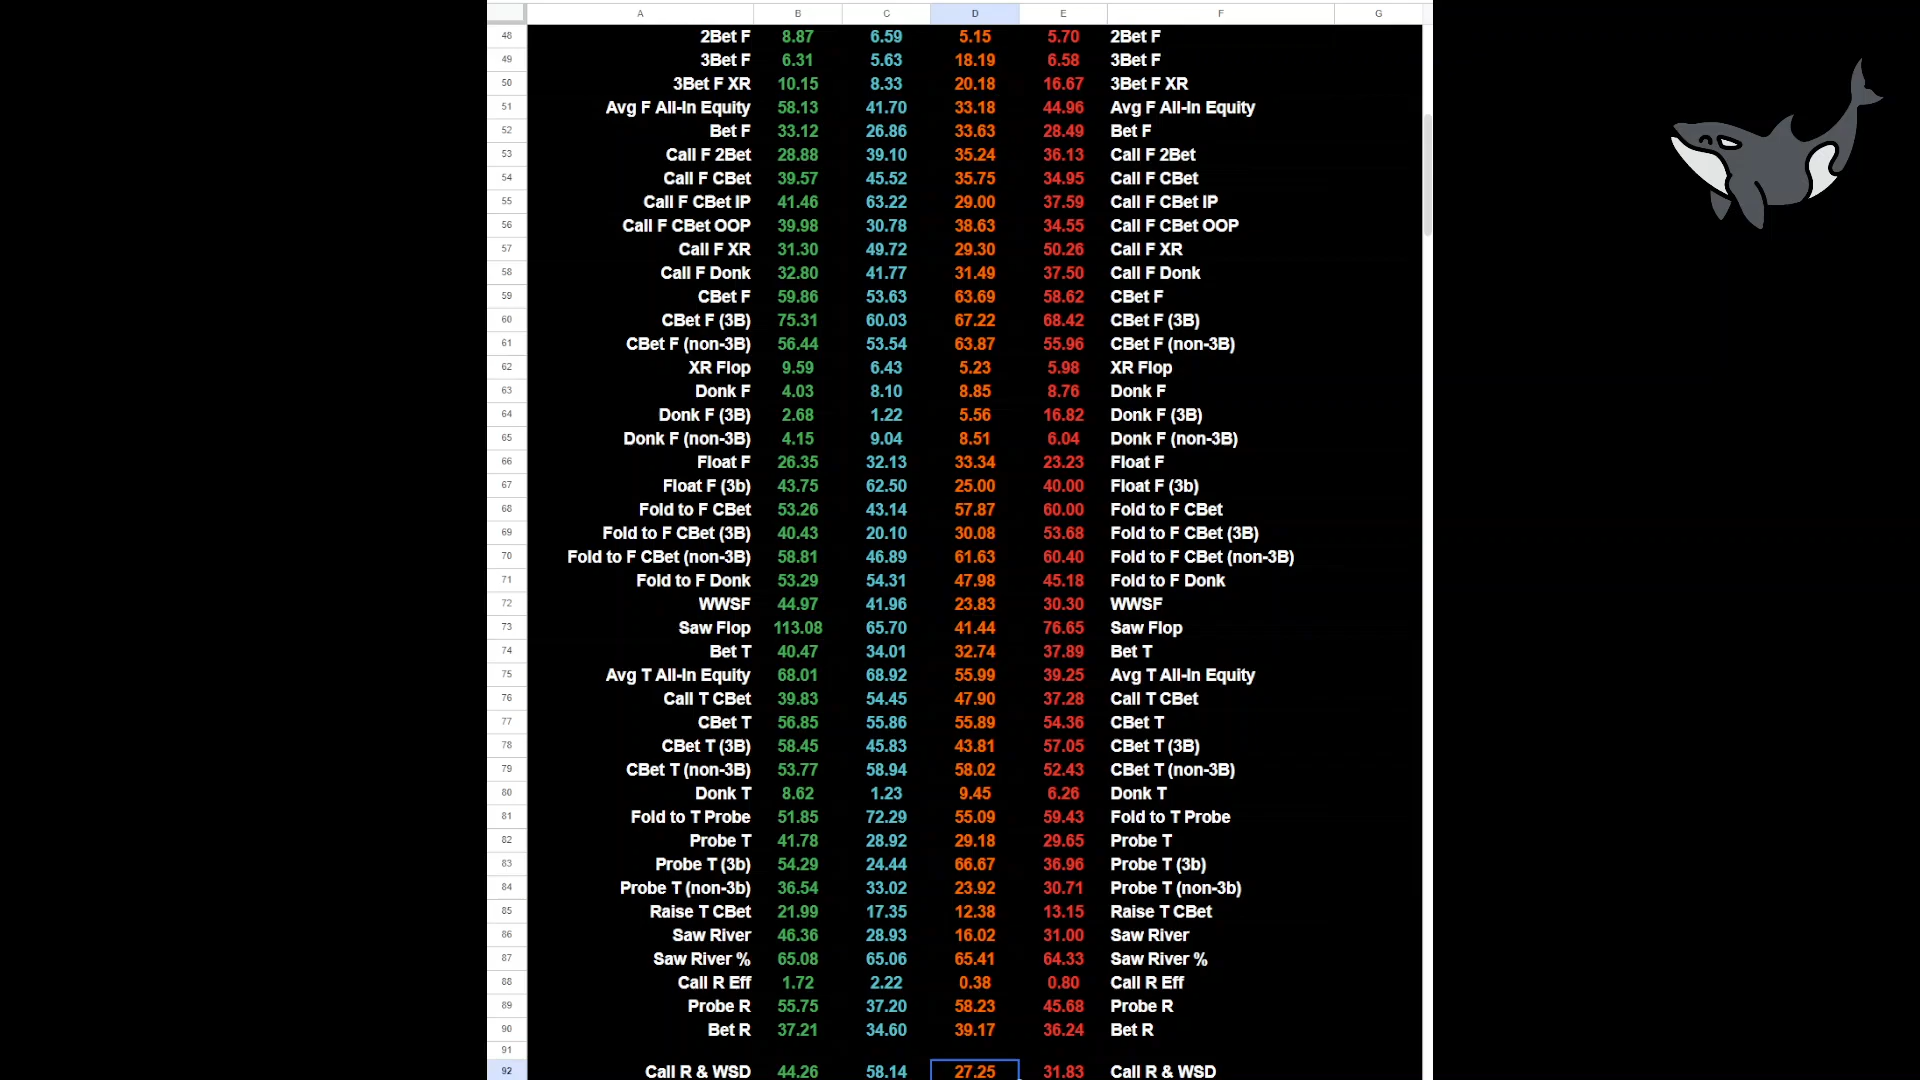 A B C D E F G
48 2Bet F 8.87 6.59 5.15 5.70 2Bet F
49 3Bet F 6.31 5.63 18.19 6.58 3Bet F
50 3Bet F XR 10.15 8.33 20.18 16.67 3Bet F XR
51 Avg F All-In Equity 58.13 41.70 33.18 44.96 Avg F All-In Equity
52 Bet F 33.12 26.86 33.63 28.49 Bet F
53 Call F 2Bet 28.88 39.10 35.24 36.13 Call F 2Bet
54 Call F CBet 39.57 45.52 35.75 34.95 Call F CBet
55 Call F CBet IP 41.46 63.22 29.00 37.59 Call F CBet IP
56 Call F CBet OOP 39.98 30.78 38.63 34.55 Call F CBet OOP
57 Call F XR 31.30 49.72 29.30 50.26 Call F XR
58 Call F Donk 32.80 41.77 31.49 37.50 Call F Donk
59 CBet F 59.86 53.63 63.69 58.62 CBet F
60 CBet F (3B) 75.31 60.03 67.22 68.42 CBet F (3B)
61 CBet F (non-3B) 56.44 53.54 63.87 55.96 CBet F (non-3B)
62 XR Flop 9.59 6.43 5.23 5.98 XR Flop
63 Donk F 4.03 8.10 8.85 8.76 Donk F
64 Donk F (3B) 2.68 1.22 5.56 16.82 Donk F (3B)
65 Donk F (non-3B) 4.15 9.04 8.51 6.04 Donk F (non-3B)
66 Float F 26.35 32.13 33.34 23.23 Float F
67 Float F (3b) 43.75 62.50 25.00 40.00 Float F (3b)
68 Fold to F CBet 53.26 43.14 57.87 60.00 Fold to F CBet
69 Fold to F CBet (3B) 40.43 20.10 30.08 53.68 Fold to F CBet (3B)
70 Fold to F CBet (non-3B) 58.81 46.89 61.63 60.40 Fold to F CBet (non-3B)
71 Fold to F Donk 53.29 54.31 47.98 45.18 Fold to F Donk
72 WWSF 44.97 41.96 23.83 30.30 WWSF
73 Saw Flop 113.08 65.70 41.44 76.65 Saw Flop
74 Bet T 40.47 34.01 32.74 37.89 Bet T
75 Avg T All-In Equity 68.01 68.92 55.99 39.25 Avg T All-In Equity
76 Call T CBet 39.83 54.45 47.90 37.28 Call T CBet
77 CBet T 56.85 55.86 55.89 54.36 CBet T
78 CBet T (3B) 58.45 45.83 43.81 57.05 CBet T (3B)
79 CBet T (non-3B) 53.77 58.94 58.02 52.43 CBet T (non-3B)
80 Donk T 8.62 1.23 9.45 6.26 Donk T
81 Fold to T Probe 51.85 72.29 55.09 59.43 Fold to T Probe
82 Probe T 41.78 28.92 29.18 29.65 Probe T
83 Probe T (3b) 54.29 24.44 66.67 36.96 Probe T (3b)
84 Probe T (non-3b) 36.54 33.02 23.92 30.71 Probe T (non-3b)
85 Raise T CBet 21.99 17.35 12.38 13.15 Raise T CBet
86 Saw River 46.36 28.93 16.02 31.00 Saw River
87 Saw River % 65.08 65.06 65.41 64.33 Saw River %
88 Call R Eff 1.72 2.22 0.38 0.80 Call R Eff
89 Probe R 55.75 37.20 58.23 45.68 Probe R
90 Bet R 37.21 34.60 39.17 36.24 Bet R
91
92 Call R & WSD 44.26 58.14 27.25 31.83 Call R & WSD